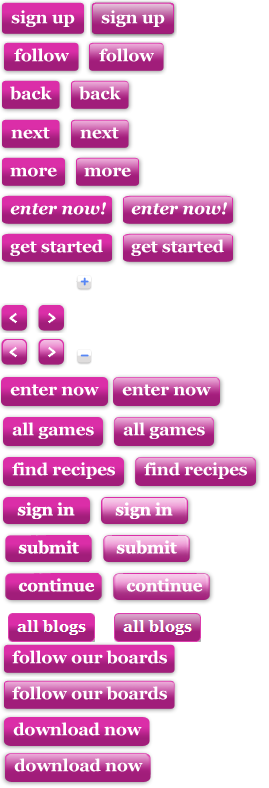 sign up sign up
follow follow
back back
next next
more more
enter now! enter now!
get started get started
+
< >
< > −
enter now enter now
all games all games
find recipes find recipes
sign in sign in
submit submit
continue continue
all blogs all blogs
follow our boards
follow our boards
download now
download now